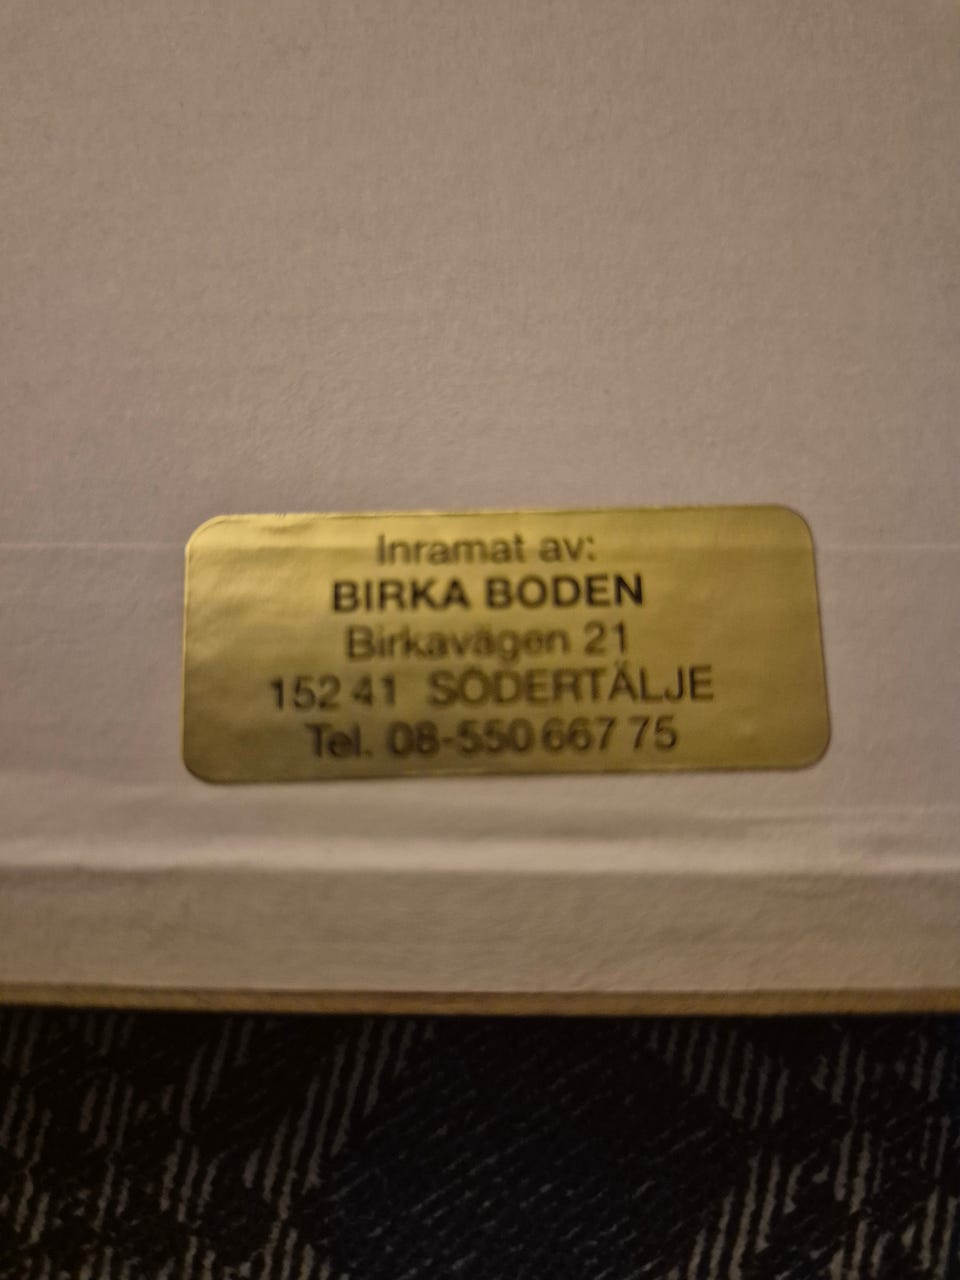 Inramat av:
BIRKA BODEN
Birkavägen 21
152 41 SÖDERTÄLJE
Tel. 08-550 667 75